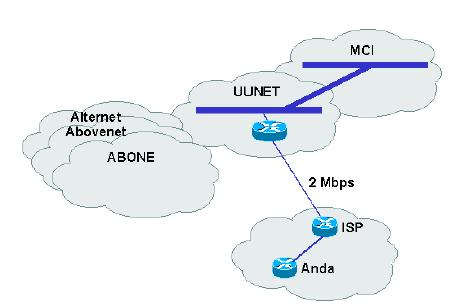 MCI
UUNET
Alternet
Abovenet
ABONE
2 Mbps
ISP
Anda